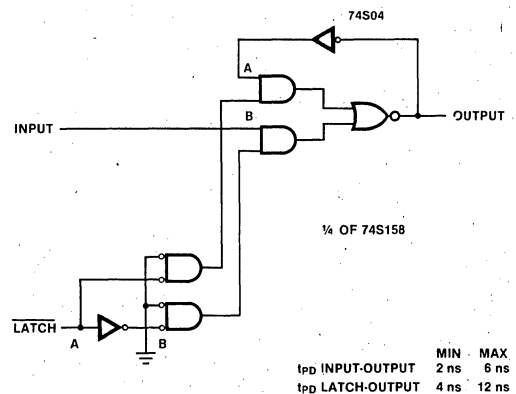 74S04
A
B
INPUT
OUTPUT
¼ OF 74S158
LATCH
A
B
MIN MAX
tPD INPUT-OUTPUT 2 ns 6 ns
tPD LATCH-OUTPUT 4 ns 12 ns